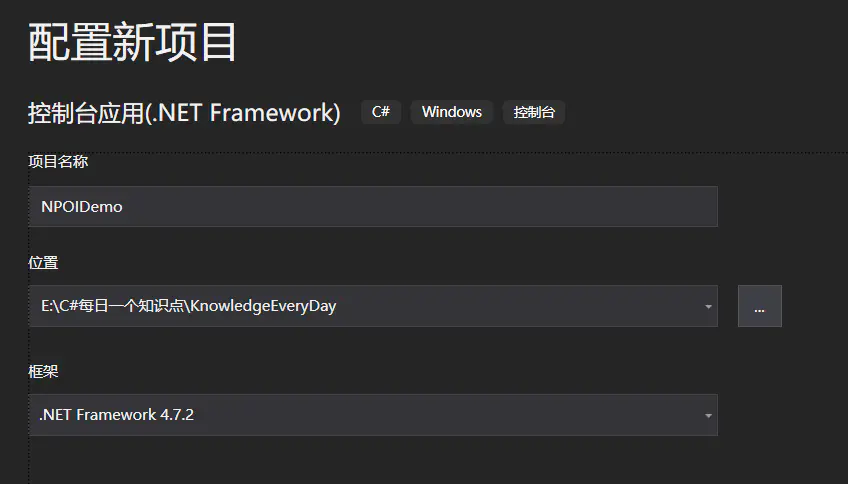 配置新项目
控制台应用(.NET Framework) C# Windows 控制台
项目名称
NPOIDemo
位置
E:\C#每日一个知识点\KnowledgeEveryDay
...
框架
.NET Framework 4.7.2